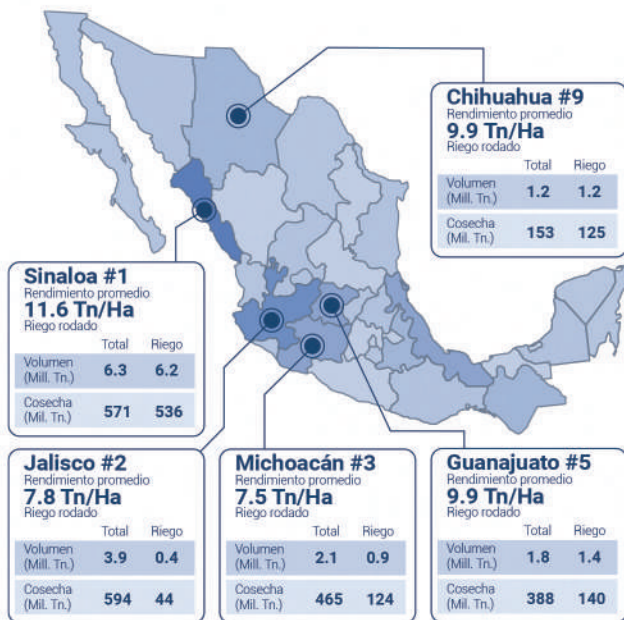 Chihuahua #9
Rendimiento promedio
9.9 Tn/Ha
Riego rodado
Total Riego
Volumen (Mill. Tn.) 1.2 1.2
Cosecha (Mil. Tn.) 153 125
Sinaloa #1
Rendimiento promedio
11.6 Tn/Ha
Riego rodado
Total Riego
Volumen (Mill. Tn.) 6.3 6.2
Cosecha (Mil. Tn.) 571 536
Jalisco #2
Rendimiento promedio
7.8 Tn/Ha
Riego rodado
Total Riego
Volumen (Mill. Tn.) 3.9 0.4
Cosecha (Mil. Tn.) 594 44
Michoacán #3
Rendimiento promedio
7.5 Tn/Ha
Riego rodado
Total Riego
Volumen (Mill. Tn.) 2.1 0.9
Cosecha (Mil. Tn.) 465 124
Guanajuato #5
Rendimiento promedio
9.9 Tn/Ha
Riego rodado
Total Riego
Volumen (Mill. Tn.) 1.8 1.4
Cosecha (Mil. Tn.) 388 140